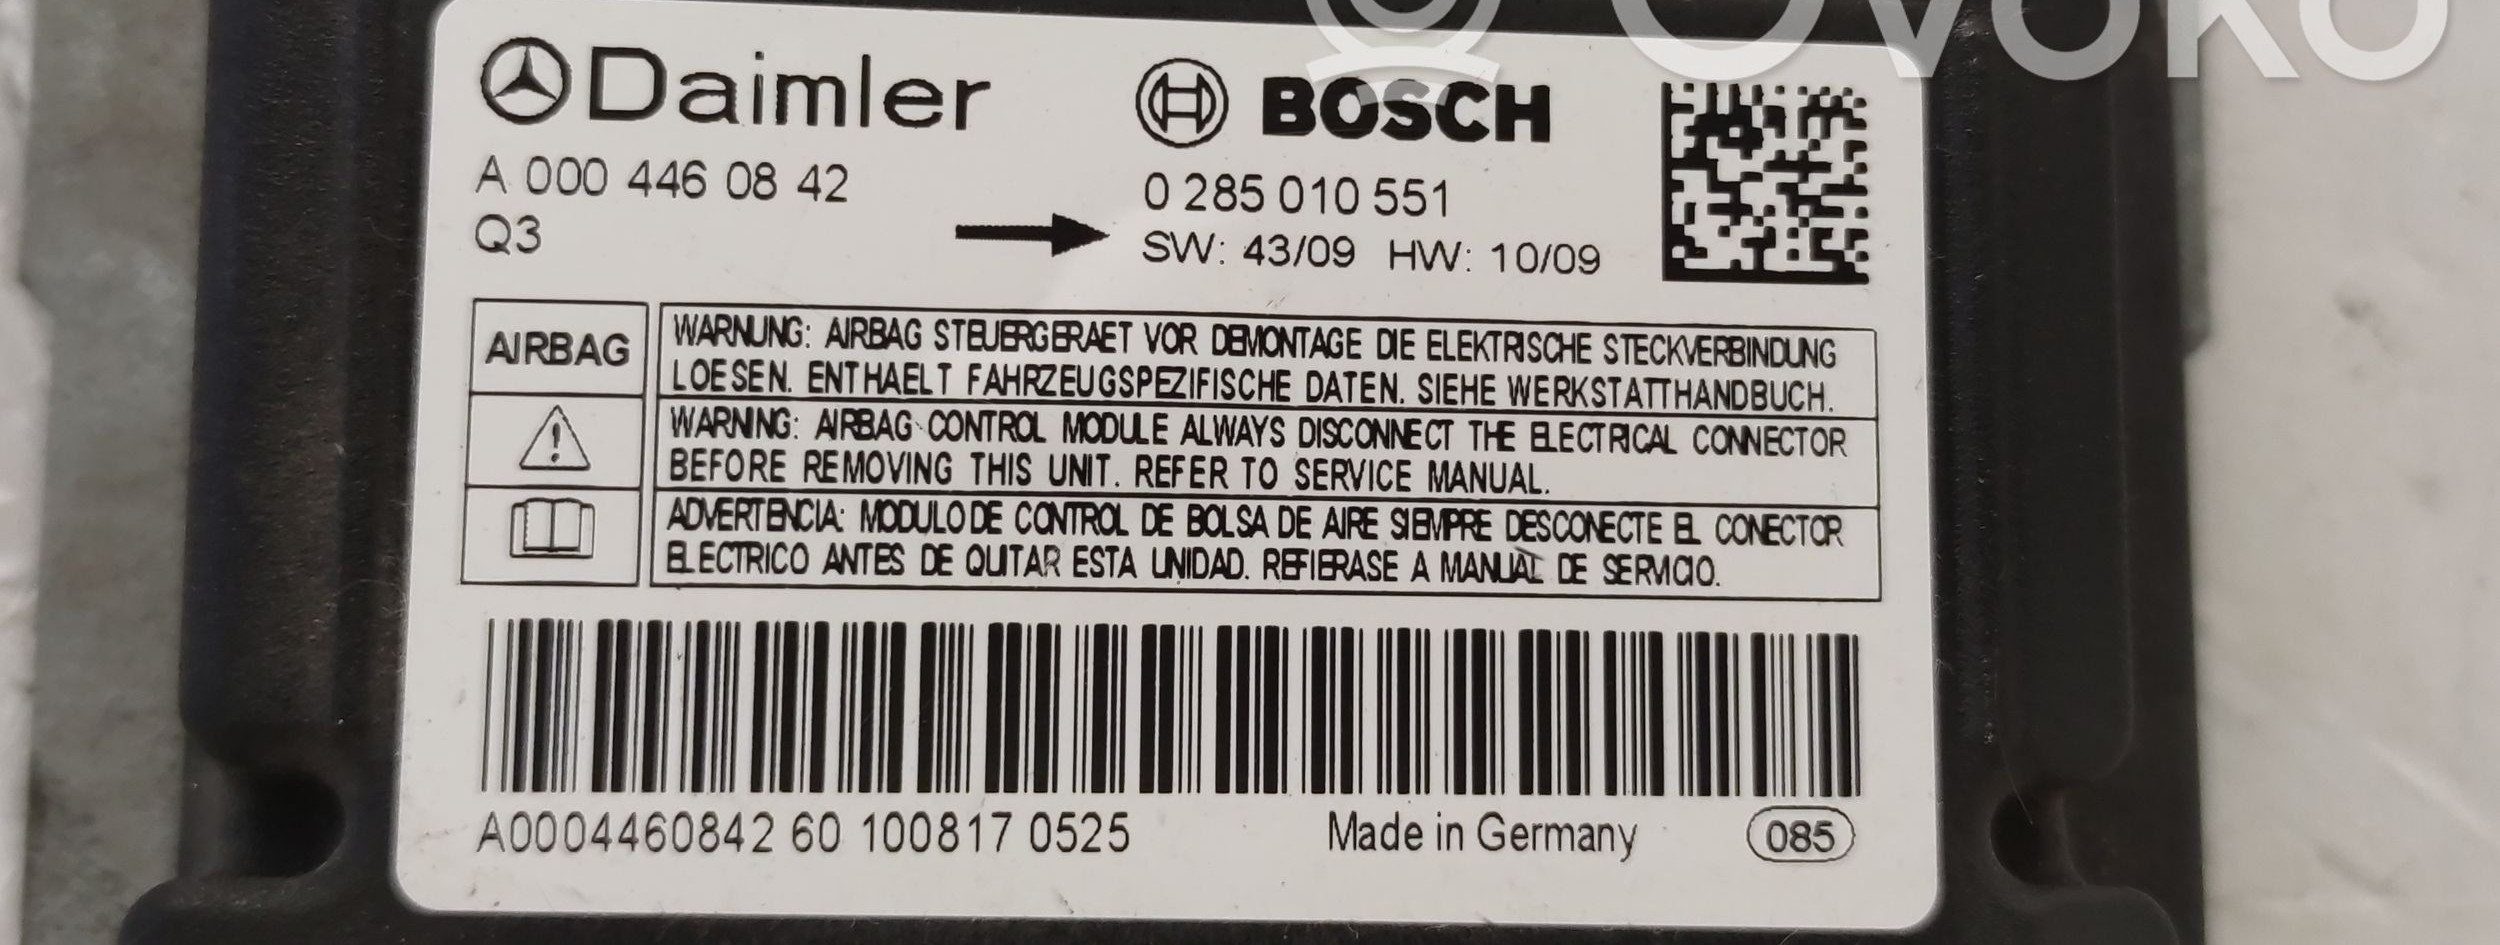 Ovoko
Daimler
BOSCH
A 000 446 08 42
0 285 010 551
Q3
SW: 43/09 HW: 10/09
AIRBAG
WARNUNG: AIRBAG STEUERGERAET VOR DEMONTAGE DIE ELEKTRISCHE STECKVERBINDUNG
LOESEN. ENTHAELT FAHRZEUGSPEZIFISCHE DATEN. SIEHE WERKSTATTHANDBUCH.
WARNING: AIRBAG CONTROL MODULE ALWAYS DISCONNECT THE ELECTRICAL CONNECTOR
BEFORE REMOVING THIS UNIT. REFER TO SERVICE MANUAL.
ADVERTENCIA: MODULO DE CONTROL DE BOLSA DE AIRE SIEMPRE DESCONECTE EL CONECTOR
ELECTRICO ANTES DE QUITAR ESTA UNIDAD. REFIERASE A MANUAL DE SERVICIO.
A0004460842 60 100817 0525
Made in Germany
085